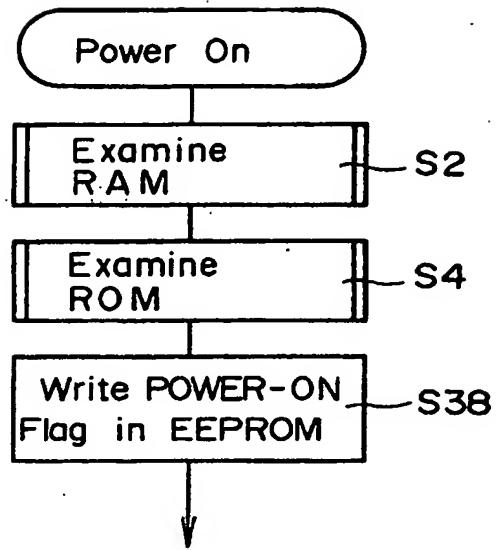 Power On
Examine
RAM
S2
Examine
ROM
S4
Write POWER-ON
Flag in EEPROM
S38